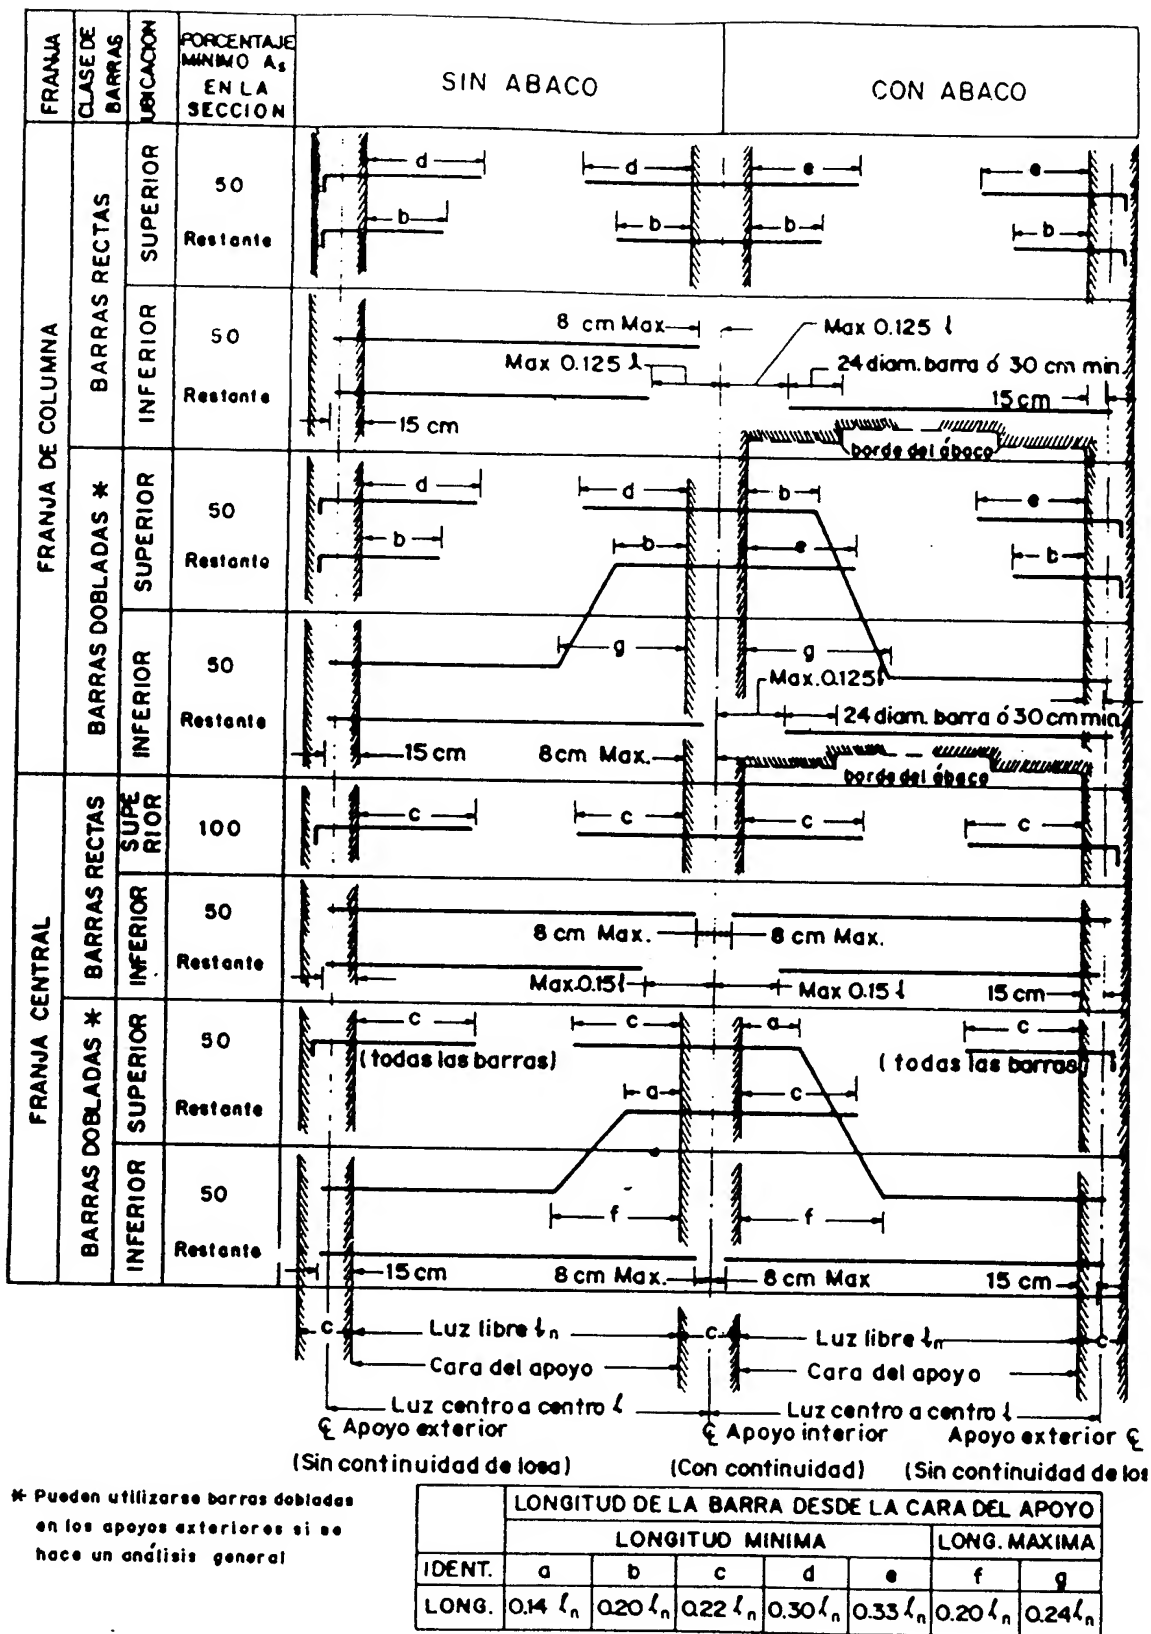 FRANJA
CLASE DE BARRAS
UBICACION
PORCENTAJE
MINIMO As
EN LA
SECCION
SIN ABACO
CON ABACO
FRANJA DE COLUMNA
BARRAS RECTAS
SUPERIOR
50
Restante
d
d
e
e
b
b
b
b
INFERIOR
50
Restante
8 cm Max
Max 0.125 ℓ
Max 0.125 ℓ
24 diam. barra ó 30 cm min.
15 cm
15 cm
borde del ábaco
BARRAS DOBLADAS *
SUPERIOR
50
Restante
d
d
b
e
b
b
e
b
INFERIOR
50
Restante
g
g
Max. 0.125 ℓ
24 diam. barra ó 30 cm min
15 cm
8 cm Max.
borde del ábaco
FRANJA CENTRAL
BARRAS RECTAS
SUPE
RIOR
100
c
c
c
c
INFERIOR
50
Restante
8 cm Max.
8 cm Max.
Max. 0.15 ℓ
Max 0.15 ℓ
15 cm
BARRAS DOBLADAS *
SUPERIOR
50
Restante
c
c
a
c
(todas las barras)
(todas las barras)
a
c
INFERIOR
50
Restante
f
f
15 cm
8 cm Max.
8 cm Max
15 cm
c
Luz libre ℓn
c
Luz libre ℓn
c
Cara del apoyo
Cara del apoyo
Luz centro a centro ℓ
Luz centro a centro ℓ
℄ Apoyo exterior
℄ Apoyo interior
Apoyo exterior ℄
(Sin continuidad de losa)
(Con continuidad)
(Sin continuidad de los
* Pueden utilizarse barras dobladas
en los apoyos exteriores si se
hace un análisis general
LONGITUD DE LA BARRA DESDE LA CARA DEL APOYO
LONGITUD MINIMA
LONG. MAXIMA
IDENT. a b c d e f g
LONG. 0.14 ℓn 0.20 ℓn 0.22 ℓn 0.30 ℓn 0.33 ℓn 0.20 ℓn 0.24 ℓn